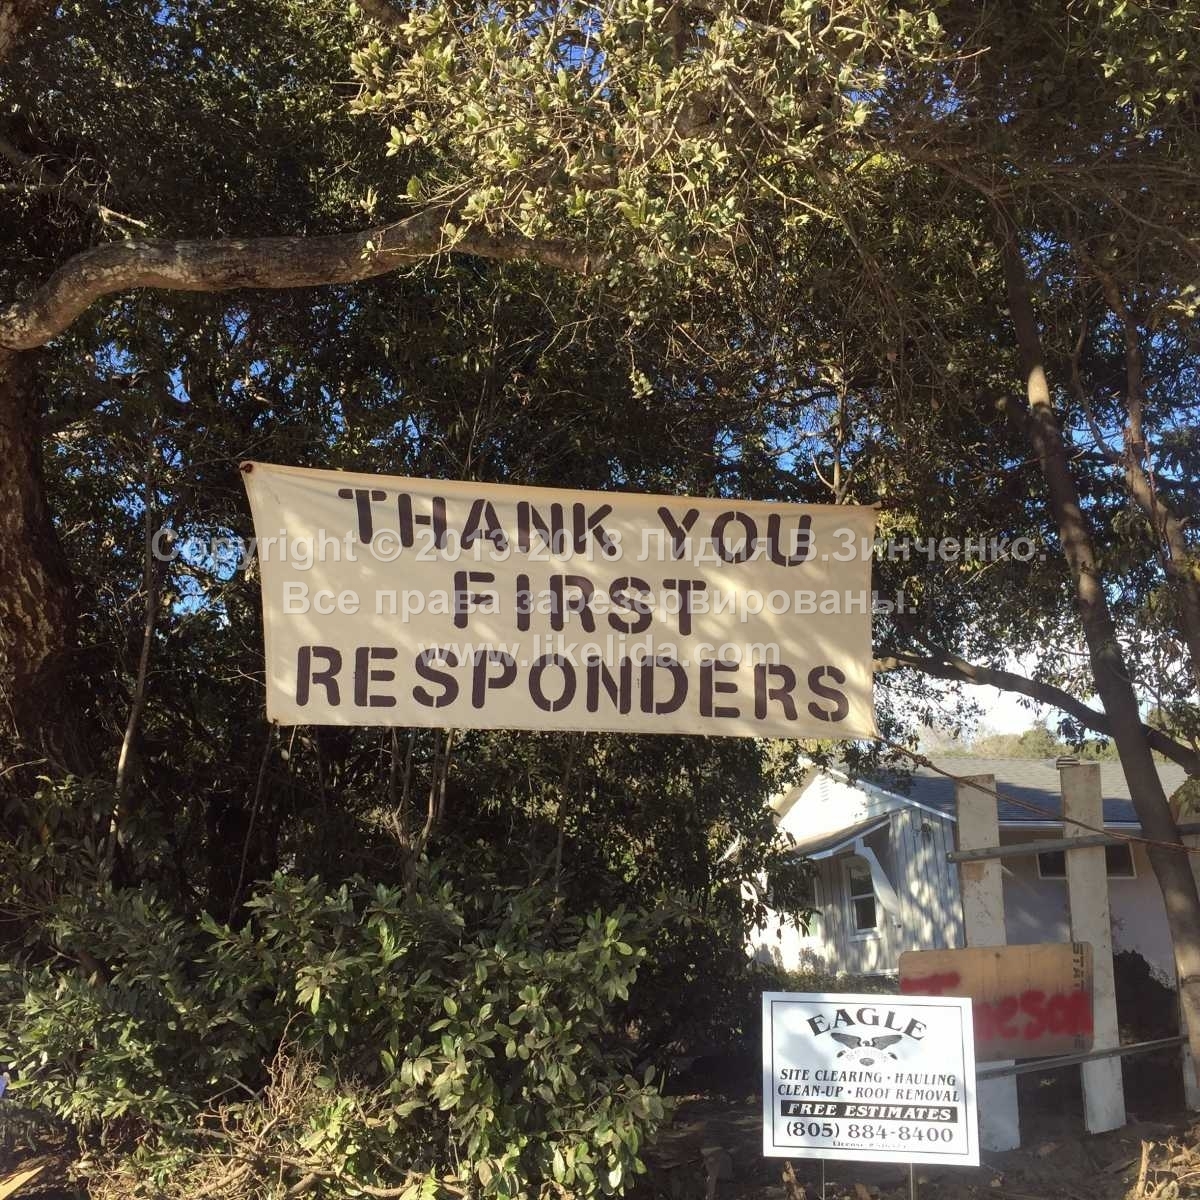 THANK YOU
FIRST
RESPONDERS
Copyright © 2013-2018 Лидия В.Зинченко.
Все права зарезервированы.
www.likelida.com
EAGLE
SITE CLEARING • HAULING
CLEAN-UP • ROOF REMOVAL
FREE ESTIMATES
(805) 884-8400